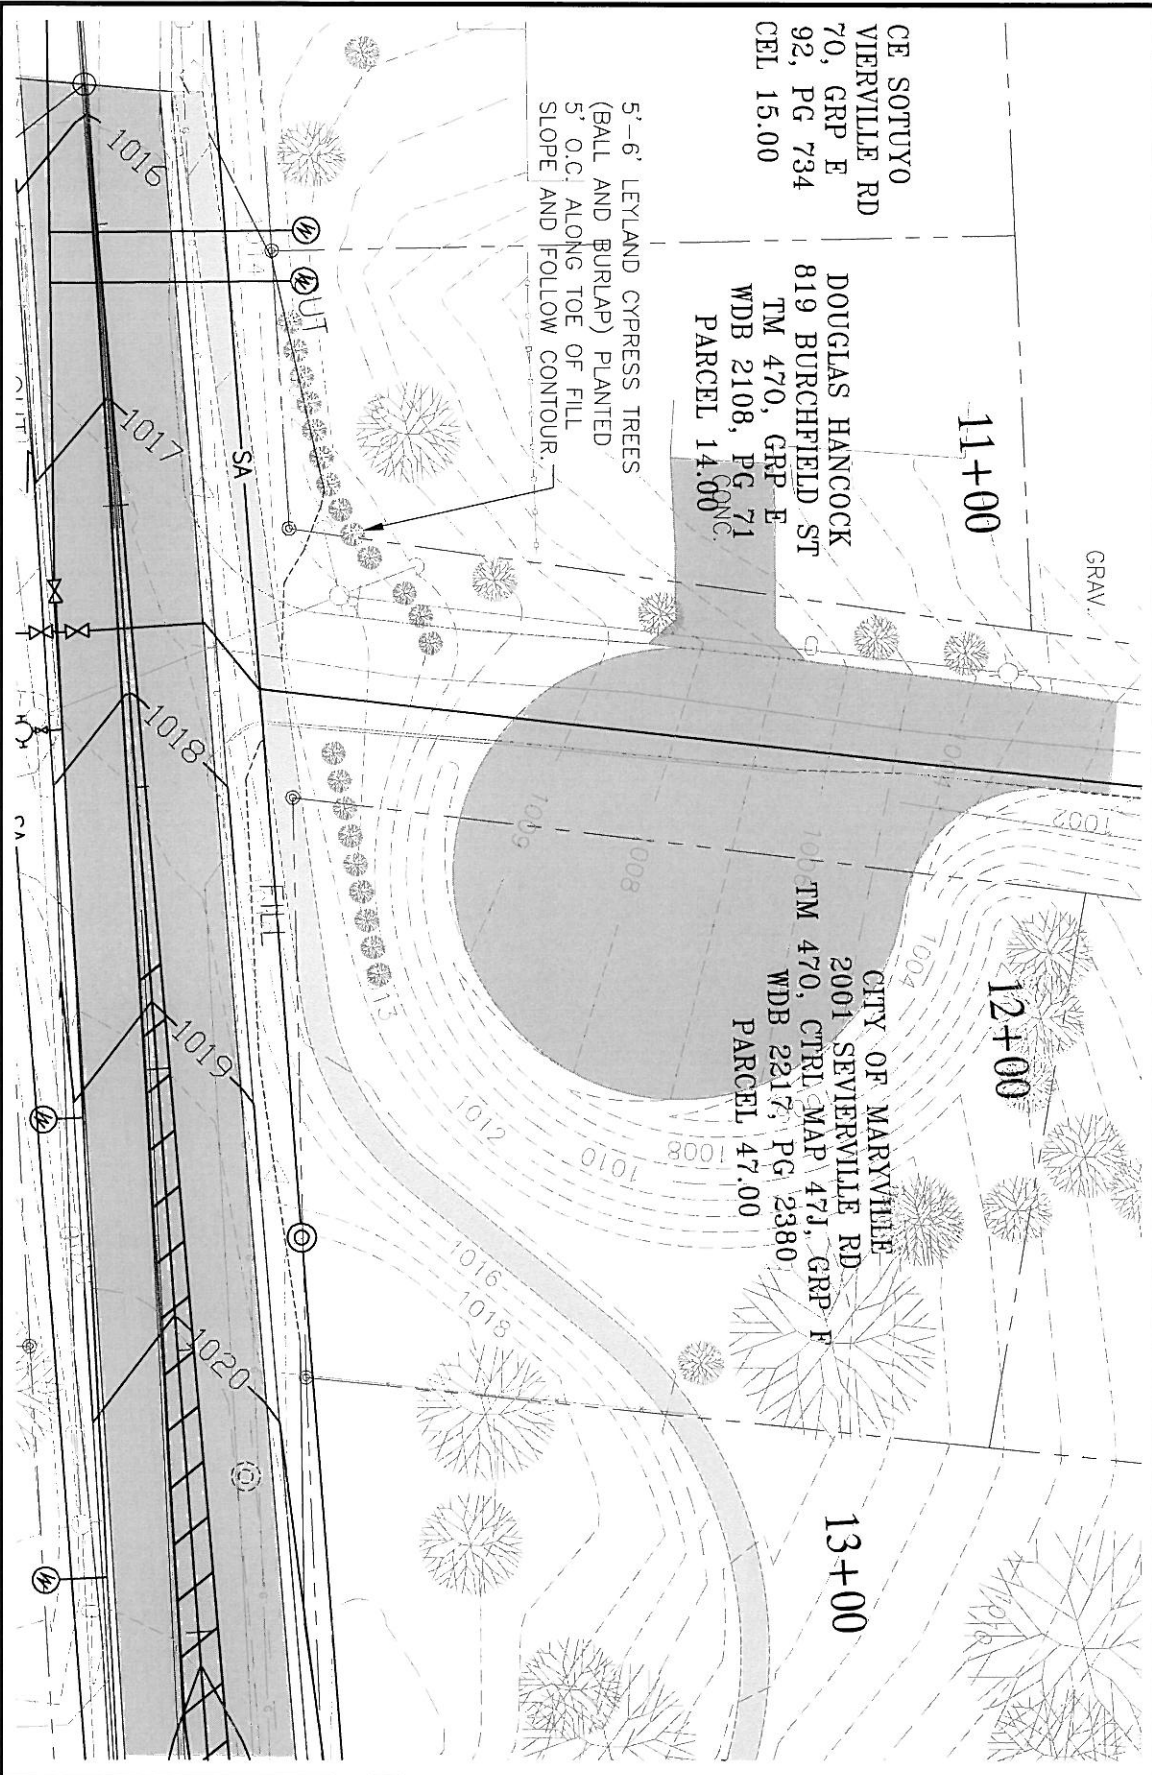 CE SOTUYO
VIERVILLE RD
70, GRP E
92, PG 734
CEL 15.00
5'-6' LEYLAND CYPRESS TREES
(BALL AND BURLAP) PLANTED
5' O.C. ALONG TOE OF FILL
SLOPE AND FOLLOW CONTOUR.
DOUGLAS HANCOCK
819 BURCHFIELD ST
TM 470, GRP E
WDB 2108, PG 71
PARCEL 14.00
CONC.
11+00
GRAV.
CITY OF MARYVILLE
2001 SEVIERVILLE RD
TM 470, CTRL MAP 47J, GRP F
WDB 2217, PG 2380
PARCEL 47.00
12+00
13+00
1002
1004
1008
1009
1008
1010
1012
13
1016
1018
1016
1017
1018
1019
1020
SA
FILL
W
W
W
W